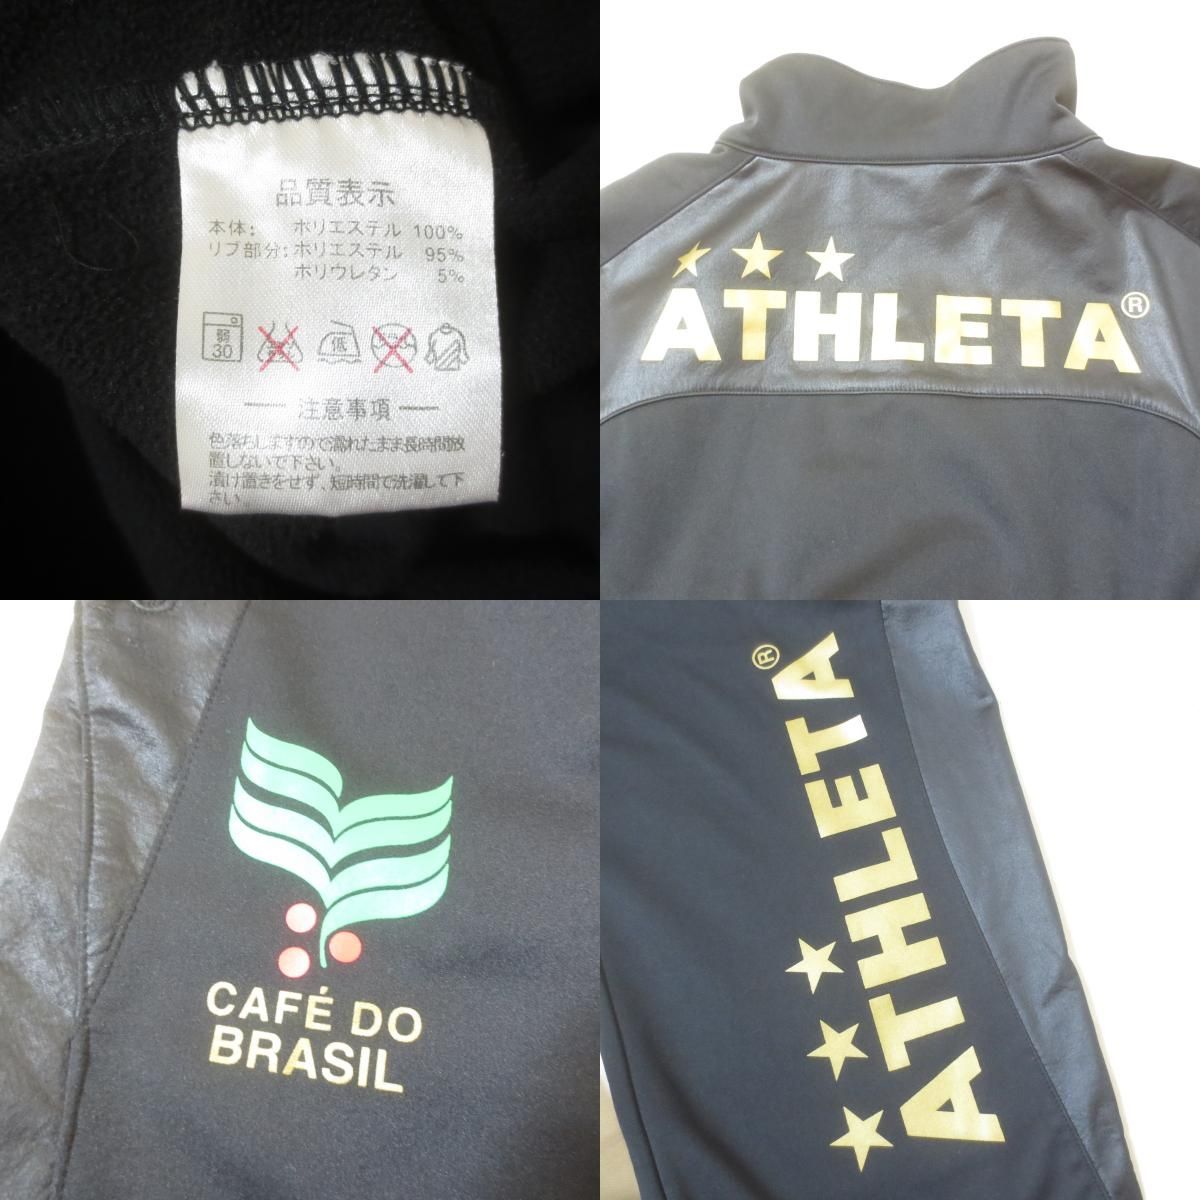 品質表示
本体: ポリエステル 100%
リブ部分: ポリエステル 95%
ポリウレタン 5%
弱
30
低
注意事項
色落ちしますので濡れたまま長時間放
置しないで下さい。
漬け置きをせず、短時間で洗濯して下
さい。
ATHLETA®
CAFÉ DO
BRASIL
ATHLETA®